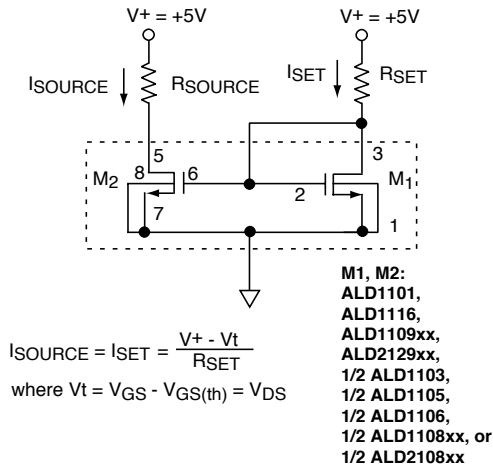 V+ = +5V
V+ = +5V
ISOURCE
RSOURCE
ISET
RSET
5
3
M2
8
6
2
M1
7
1
M1, M2:
ALD1101,
ALD1116,
ALD1109xx,
ALD2129xx,
1/2 ALD1103,
1/2 ALD1105,
1/2 ALD1106,
1/2 ALD1108xx, or
1/2 ALD2108xx
ISOURCE = ISET = V+ - Vt
RSET
where Vt = VGS - VGS(th) = VDS